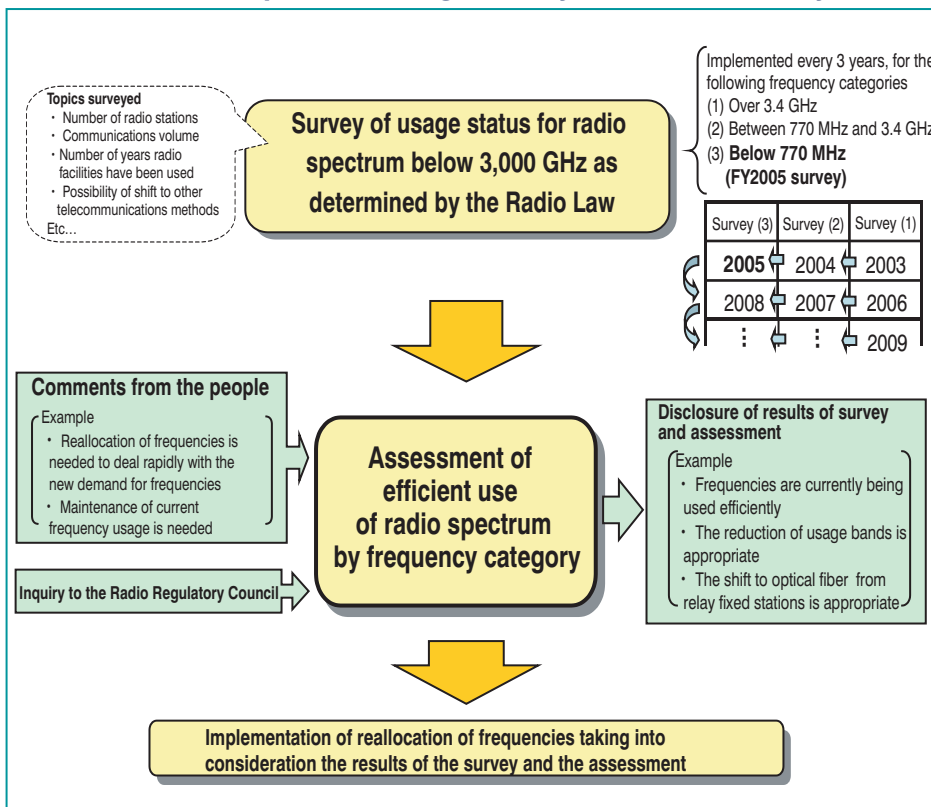 Topics surveyed
・ Number of radio stations
・ Communications volume
・ Number of years radio
facilities have been used
・ Possibility of shift to other
telecommunications methods
Etc…
Survey of usage status for radio
spectrum below 3,000 GHz as
determined by the Radio Law
Implemented every 3 years, for the
following frequency categories
(1) Over 3.4 GHz
(2) Between 770 MHz and 3.4 GHz
(3) Below 770 MHz
(FY2005 survey)
Survey (3) Survey (2) Survey (1)
2005 2004 2003
2008 2007 2006
⋮ ⋮ 2009
Comments from the people
Example
・ Reallocation of frequencies is
needed to deal rapidly with the
new demand for frequencies
・ Maintenance of current
frequency usage is needed
Inquiry to the Radio Regulatory Council
Assessment of
efficient use
of radio spectrum
by frequency category
Disclosure of results of survey
and assessment
Example
・ Frequencies are currently being
used efficiently
・ The reduction of usage bands is
appropriate
・ The shift to optical fiber from
relay fixed stations is appropriate
Implementation of reallocation of frequencies taking into
consideration the results of the survey and the assessment